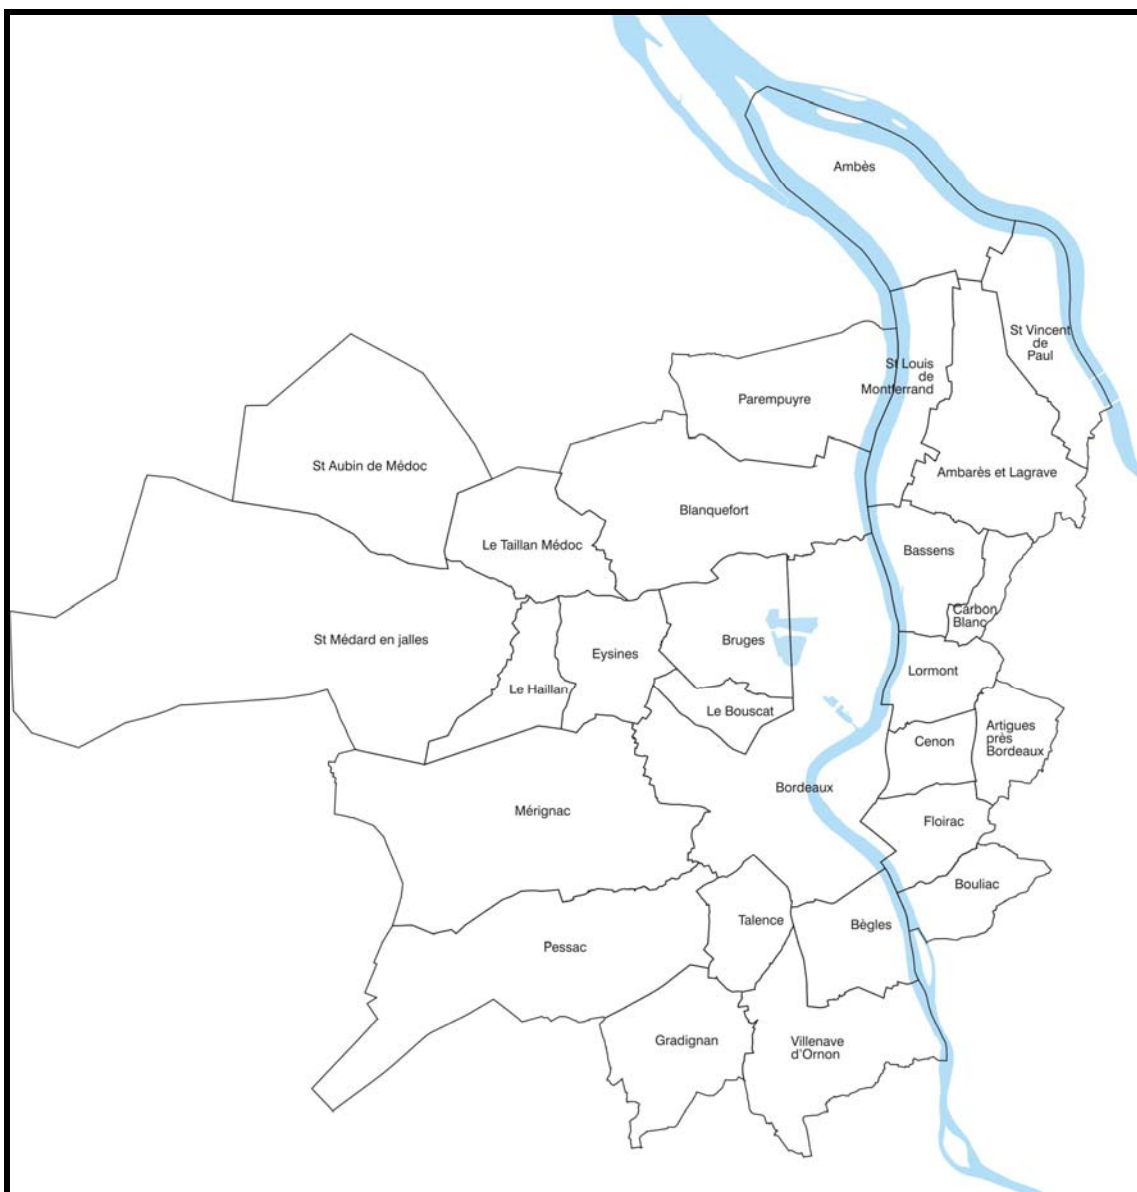 Ambès
St Vincent
de
Paul
St Louis
de
Montferrand
Parempuyre
St Aubin de Médoc
Ambarès et Lagrave
Blanquefort
Le Taillan Médoc
Bassens
Carbon
Blanc
St Médard en jalles
Bruges
Eysines
Lormont
Le Haillan
Le Bouscat
Artigues
près
Bordeaux
Cenon
Bordeaux
Mérignac
Floirac
Bouliac
Talence
Bègles
Pessac
Gradignan
Villenave
d'Ornon